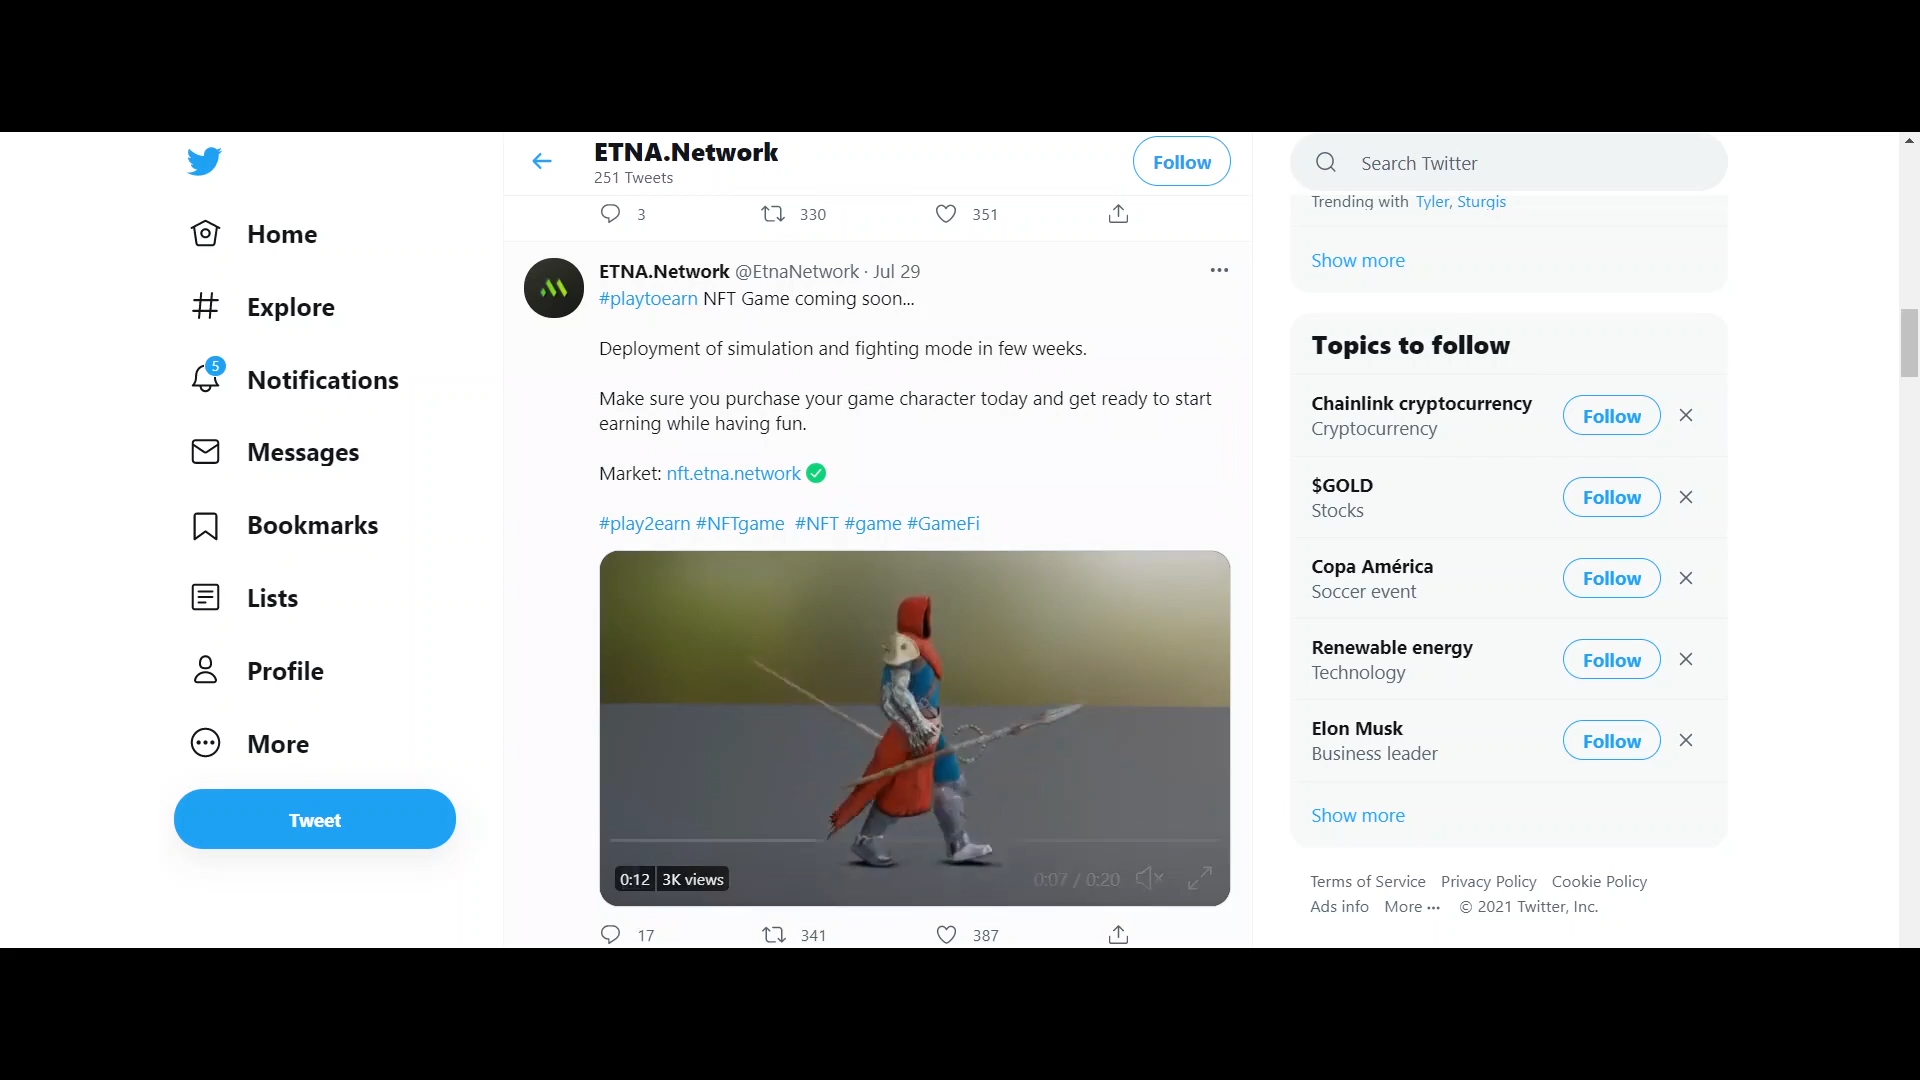 Home
Explore
5
Notifications
Messages
Bookmarks
Lists
Profile
More
Tweet
ETNA.Network
251 Tweets
Follow
3 330 351
ETNA.Network @EtnaNetwork · Jul 29
#playtoearn NFT Game coming soon...
Deployment of simulation and fighting mode in few weeks.
Make sure you purchase your game character today and get ready to start
earning while having fun.
Market: nft.etna.network
#play2earn #NFTgame #NFT #game #GameFi
0:12 3K views
0:07 / 0:20
17 341 387
Search Twitter
Trending with Tyler, Sturgis
Show more
Topics to follow
Chainlink cryptocurrency
Cryptocurrency
Follow
$GOLD
Stocks
Follow
Copa América
Soccer event
Follow
Renewable energy
Technology
Follow
Elon Musk
Business leader
Follow
Show more
Terms of Service Privacy Policy Cookie Policy
Ads info More ··· © 2021 Twitter, Inc.